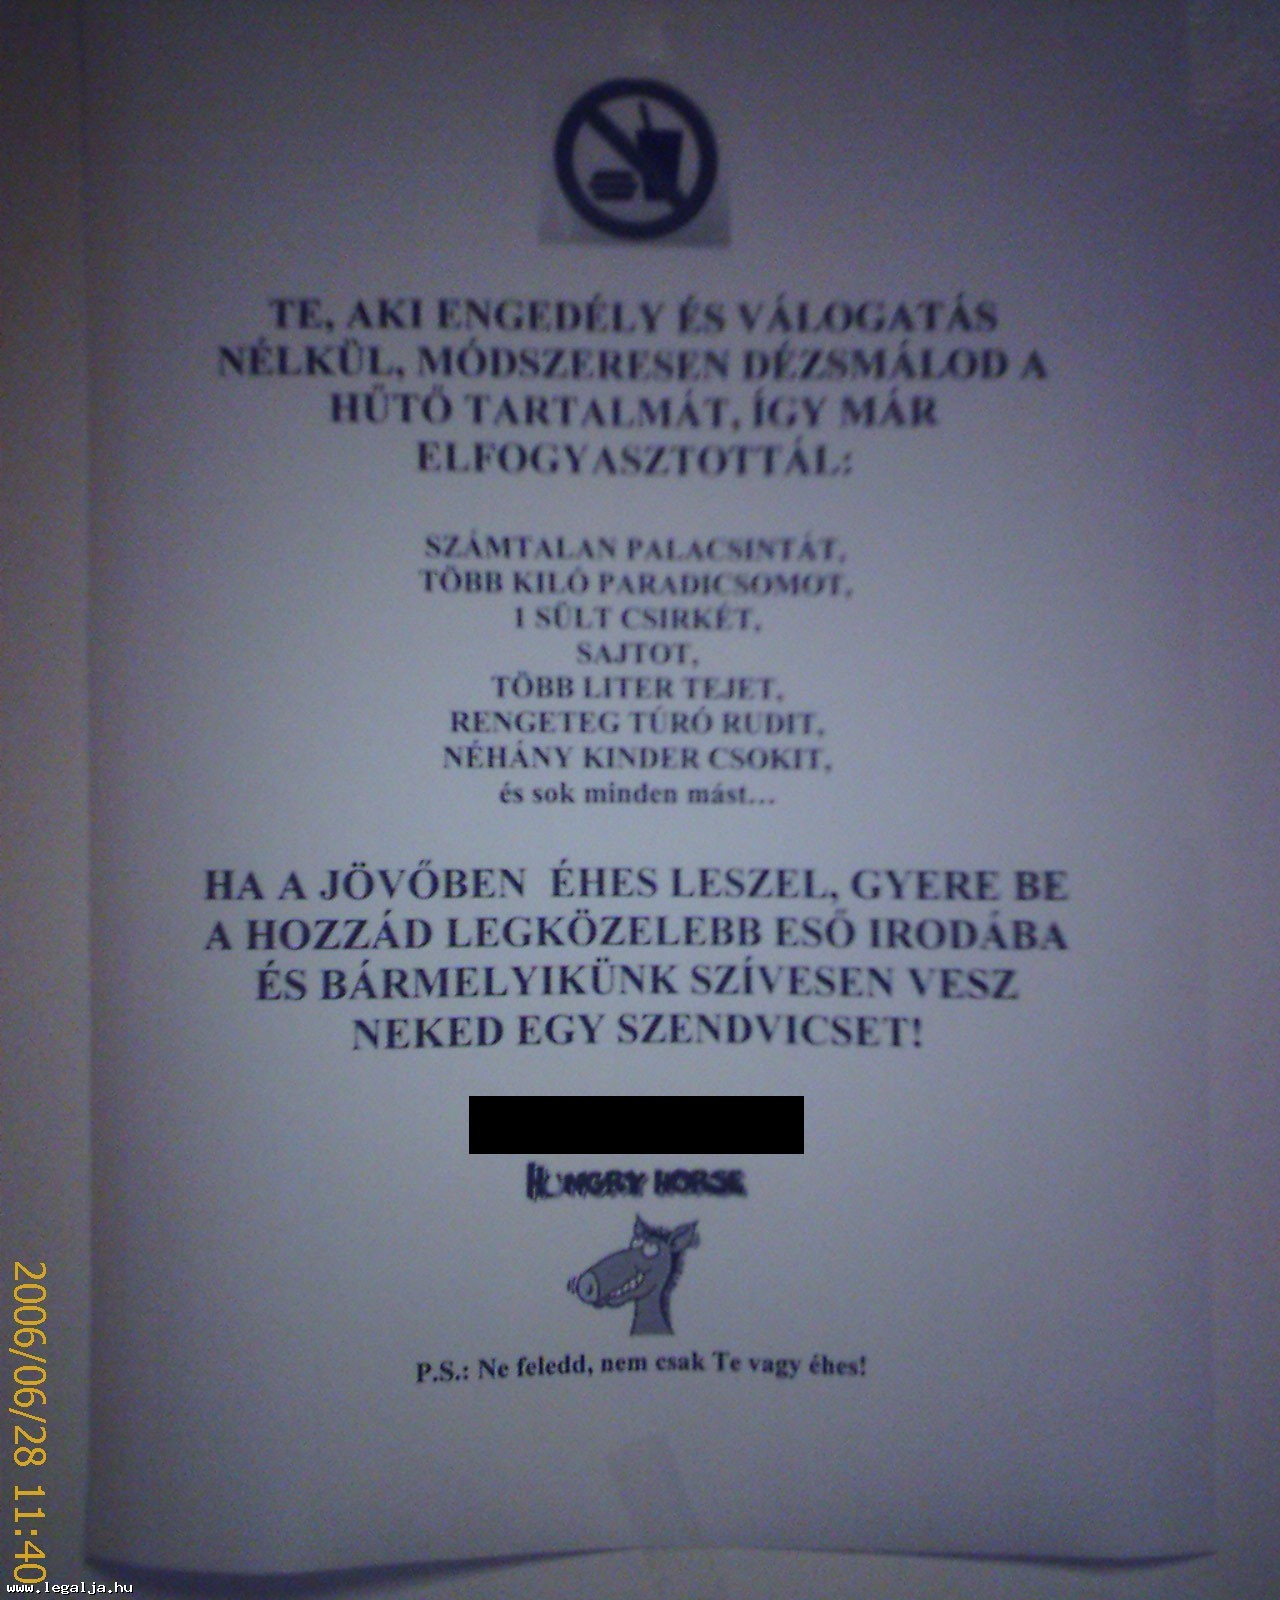 TE, AKI ENGEDÉLY ÉS VÁLOGATÁS
NÉLKÜL, MÓDSZERESEN DÉZSMÁLOD A
HŰTŐ TARTALMÁT, ÍGY MÁR
ELFOGYASZTOTTÁL:
SZÁMTALAN PALACSINTÁT,
TÖBB KILÓ PARADICSOMOT,
1 SÜLT CSIRKÉT,
SAJTOT,
TÖBB LITER TEJET,
RENGETEG TÚRÓ RUDIT,
NÉHÁNY KINDER CSOKIT,
és sok minden mást...
HA A JÖVŐBEN ÉHES LESZEL, GYERE BE
A HOZZÁD LEGKÖZELEBB ESŐ IRODÁBA
ÉS BÁRMELYIKÜNK SZÍVESEN VESZ
NEKED EGY SZENDVICSET!
HUNGRY HORSE
P.S.: Ne feledd, nem csak Te vagy éhes!
2006/06/28 11:40
www.legalja.hu